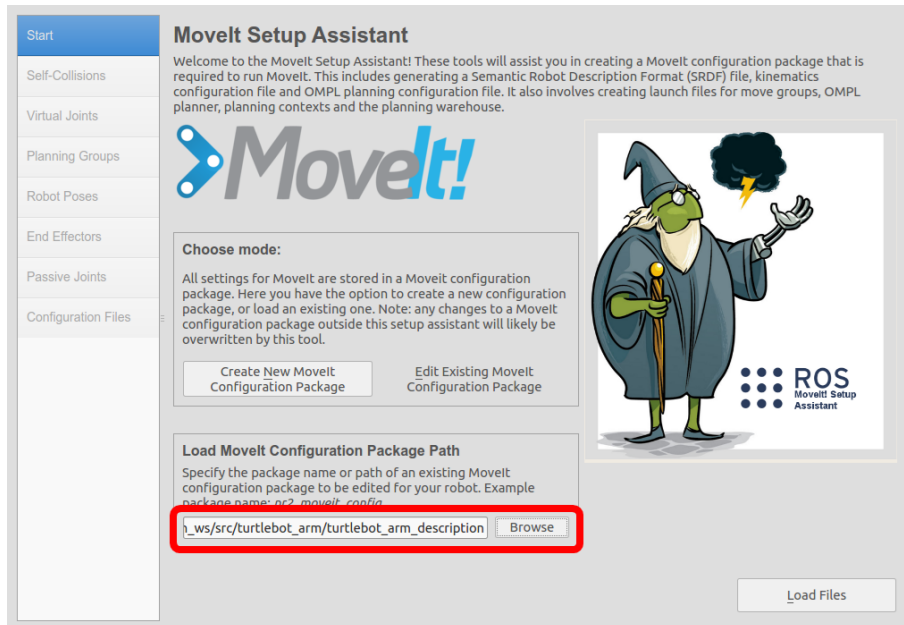 Start
Self-Collisions
Virtual Joints
Planning Groups
Robot Poses
End Effectors
Passive Joints
Configuration Files
MoveIt Setup Assistant
Welcome to the MoveIt Setup Assistant! These tools will assist you in creating a MoveIt configuration package that is
required to run MoveIt. This includes generating a Semantic Robot Description Format (SRDF) file, kinematics
configuration file and OMPL planning configuration file. It also involves creating launch files for move groups, OMPL
planner, planning contexts and the planning warehouse.
MoveIt!
Choose mode:
All settings for MoveIt are stored in a Moveit configuration
package. Here you have the option to create a new configuration
package, or load an existing one. Note: any changes to a MoveIt
configuration package outside this setup assistant will likely be
overwritten by this tool.
Create New MoveIt
Configuration Package
Edit Existing MoveIt
Configuration Package
Load MoveIt Configuration Package Path
Specify the package name or path of an existing MoveIt
configuration package to be edited for your robot. Example
package name: pr2_moveit_config
n_ws/src/turtlebot_arm/turtlebot_arm_description
Browse
ROS
MoveIt! Setup
Assistant
Load Files